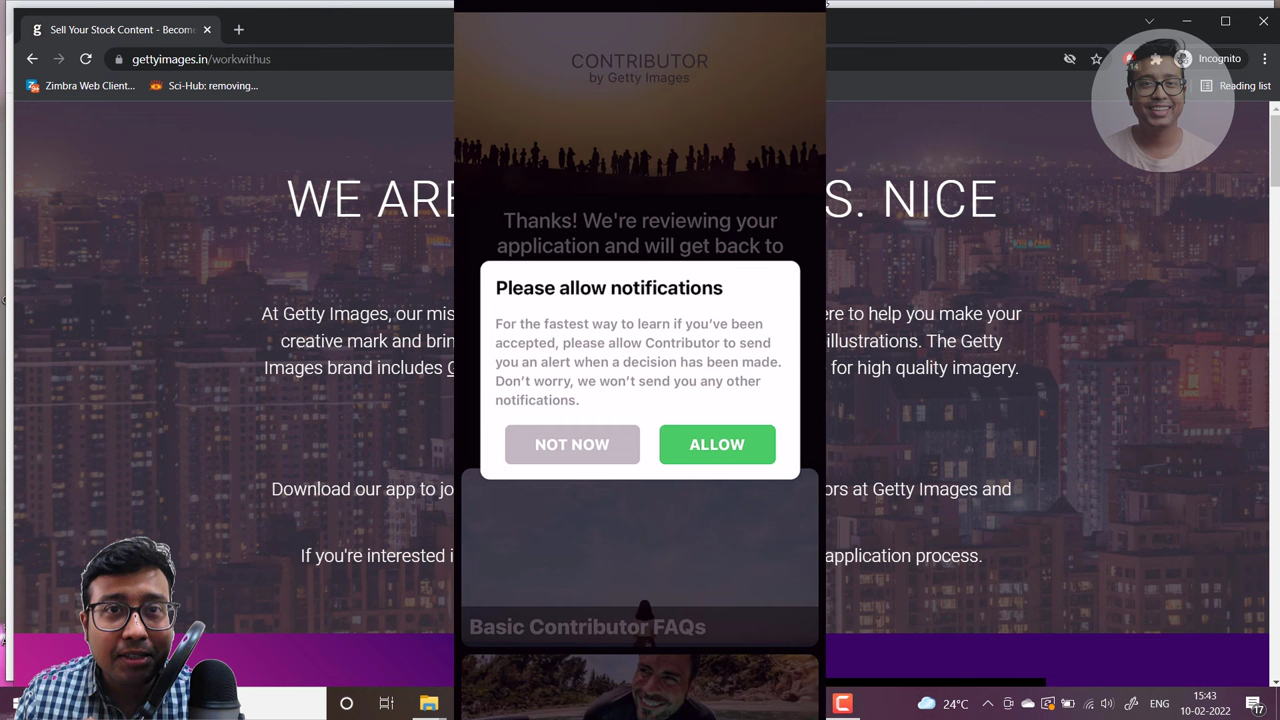 Sell Your Stock Content - Becom
gettyimages.in/workwithus
14
Incognito
Zimbra Web Client...
Sci-Hub: removing...
Reading list
CONTRIBUTOR
by Getty Images
WE ARE
S. NICE
Thanks! We're reviewing your
application and will get back to
Please allow notifications
For the fastest way to learn if you've been
accepted, please allow Contributor to send
you an alert when a decision has been made.
Don't worry, we won't send you any other
notifications.
NOT NOW
ALLOW
At Getty Images, our mis
ere to help you make your
creative mark and brin
illustrations. The Getty
Images brand includes G
for high quality imagery.
Download our app to jo
ors at Getty Images and
If you're interested i
application process.
Basic Contributor FAQs
24°C
ENG
15:43
10-02-2022
17